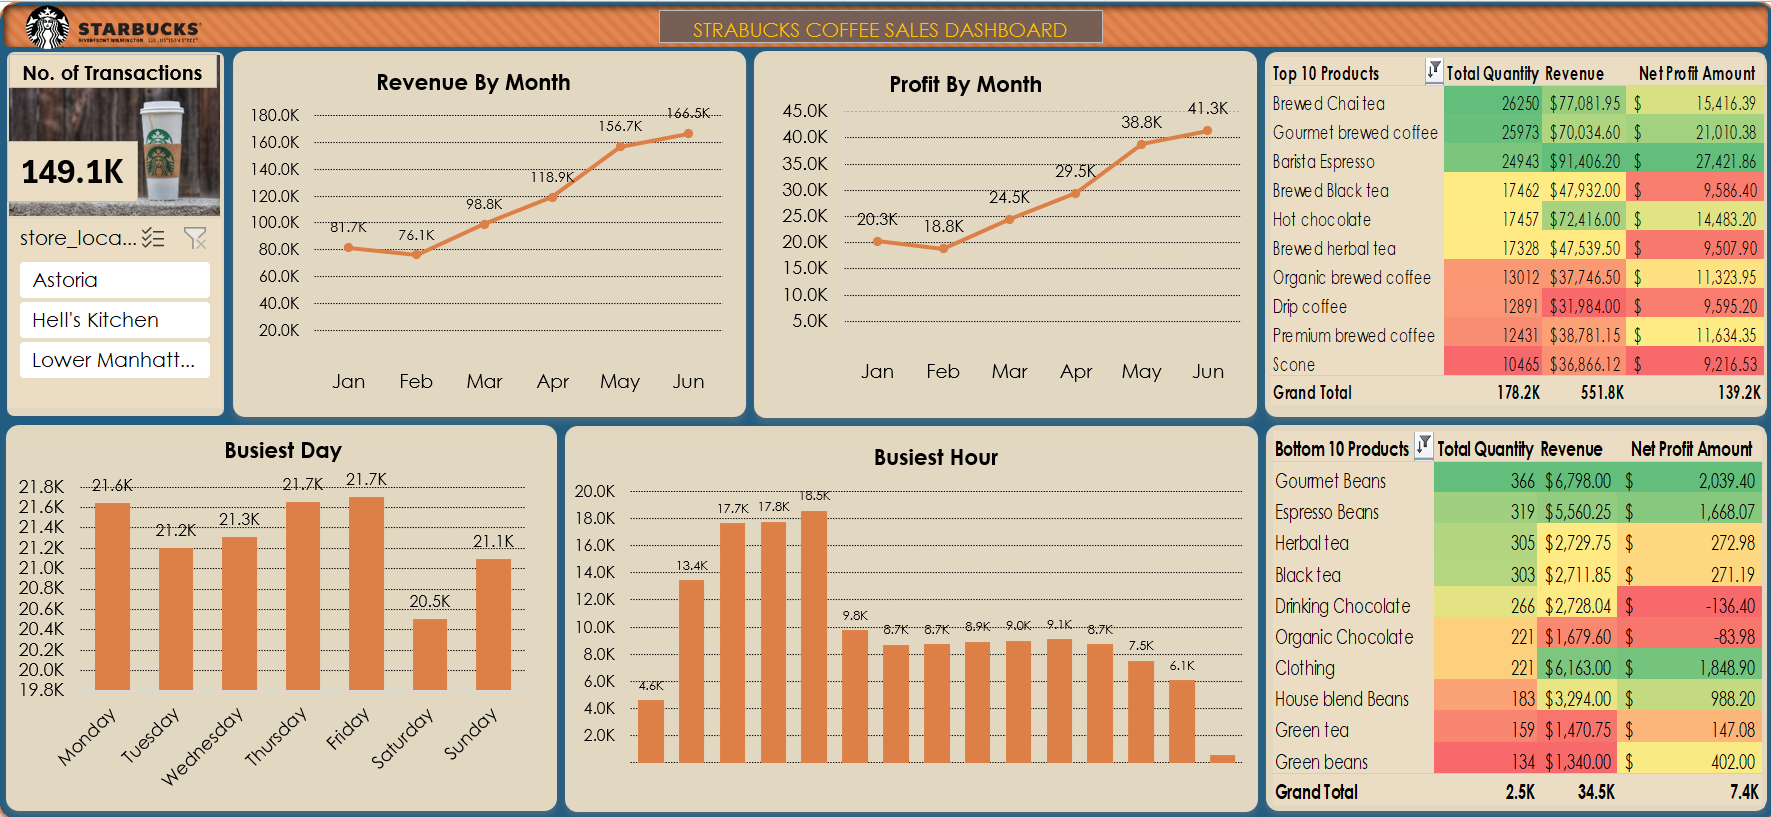 STARBUCKS
STRABUCKS COFFEE SALES DASHBOARD
No. of Transactions
149.1K
store_loca...
Astoria
Hell's Kitchen
Lower Manhatt...
Revenue By Month
180.0K
160.0K
140.0K
120.0K
100.0K
80.0K
60.0K
40.0K
20.0K
81.7K
76.1K
98.8K
118.9K
156.7K
166.5K
Jan Feb Mar Apr May Jun
Profit By Month
45.0K
40.0K
35.0K
30.0K
25.0K
20.0K
15.0K
10.0K
5.0K
20.3K
18.8K
24.5K
29.5K
38.8K
41.3K
Jan Feb Mar Apr May Jun
Top 10 Products Total Quantity Revenue Net Profit Amount
Brewed Chai tea 26250 $77,081.95 $ 15,416.39
Gourmet brewed coffee 25973 $70,034.60 $ 21,010.38
Barista Espresso 24943 $91,406.20 $ 27,421.86
Brewed Black tea 17462 $47,932.00 $ 9,586.40
Hot chocolate 17457 $72,416.00 $ 14,483.20
Brewed herbal tea 17328 $47,539.50 $ 9,507.90
Organic brewed coffee 13012 $37,746.50 $ 11,323.95
Drip coffee 12891 $31,984.00 $ 9,595.20
Premium brewed coffee 12431 $38,781.15 $ 11,634.35
Scone 10465 $36,866.12 $ 9,216.53
Grand Total 178.2K 551.8K 139.2K
Busiest Day
21.8K
21.6K
21.4K
21.2K
21.0K
20.8K
20.6K
20.4K
20.2K
20.0K
19.8K
21.6K
21.2K
21.3K
21.7K
21.7K
20.5K
21.1K
Monday Tuesday Wednesday Thursday Friday Saturday Sunday
Busiest Hour
20.0K
18.0K
16.0K
14.0K
12.0K
10.0K
8.0K
6.0K
4.0K
2.0K
4.6K
13.4K
17.7K
17.8K
18.5K
9.8K
8.7K
8.7K
8.9K
9.0K
9.1K
8.7K
7.5K
6.1K
Bottom 10 Products Total Quantity Revenue Net Profit Amount
Gourmet Beans 366 $6,798.00 $ 2,039.40
Espresso Beans 319 $5,560.25 $ 1,668.07
Herbal tea 305 $2,729.75 $ 272.98
Black tea 303 $2,711.85 $ 271.19
Drinking Chocolate 266 $2,728.04 $ -136.40
Organic Chocolate 221 $1,679.60 $ -83.98
Clothing 221 $6,163.00 $ 1,848.90
House blend Beans 183 $3,294.00 $ 988.20
Green tea 159 $1,470.75 $ 147.08
Green beans 134 $1,340.00 $ 402.00
Grand Total 2.5K 34.5K 7.4K